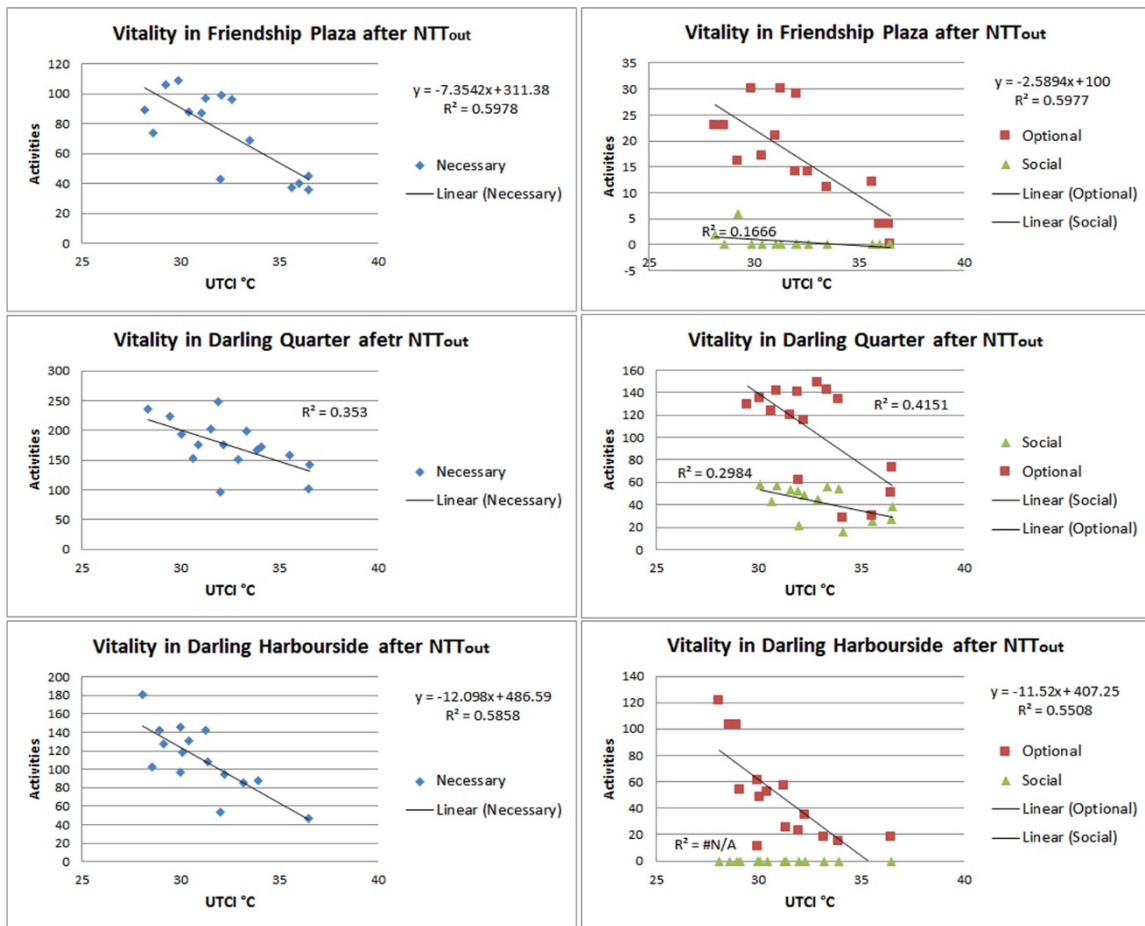 Vitality in Friendship Plaza after NTTout
120
100
80
60
40
20
0
Activities
25 30 35 40
UTCI °C
y = -7.3542x + 311.38
R² = 0.5978
Necessary
Linear (Necessary)
Vitality in Friendship Plaza after NTTout
35
30
25
20
15
10
5
0
-5
Activities
R² = 0.1666
25 30 35 40
UTCI °C
y = -2.5894x + 100
R² = 0.5977
Optional
Social
Linear (Optional)
Linear (Social)
Vitality in Darling Quarter afetr NTTout
300
250
200
150
100
50
0
Activities
R² = 0.353
25 30 35 40
UTCI °C
Necessary
Linear (Necessary)
Vitality in Darling Quarter after NTTout
160
140
120
100
80
60
40
20
0
Activities
R² = 0.4151
R² = 0.2984
25 30 35 40
UTCI °C
Social
Optional
Linear (Social)
Linear (Optional)
Vitality in Darling Harbourside after NTTout
200
180
160
140
120
100
80
60
40
20
0
Activities
25 30 35 40
UTCI °C
y = -12.098x + 486.59
R² = 0.5858
Necessary
Linear (Necessary)
Vitality in Darling Harbourside after NTTout
140
120
100
80
60
40
20
0
Activities
R² = #N/A
25 30 35 40
UTCI °C
y = -11.52x + 407.25
R² = 0.5508
Optional
Social
Linear (Optional)
Linear (Social)